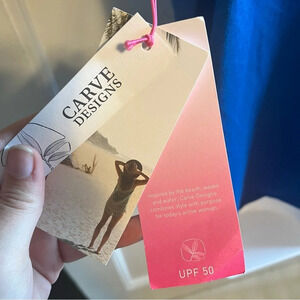 CARVE
DESIGNS
Inspired by the beach, waves
and water, Carve Designs
combines style with purpose
for today's active woman.
UPF 50